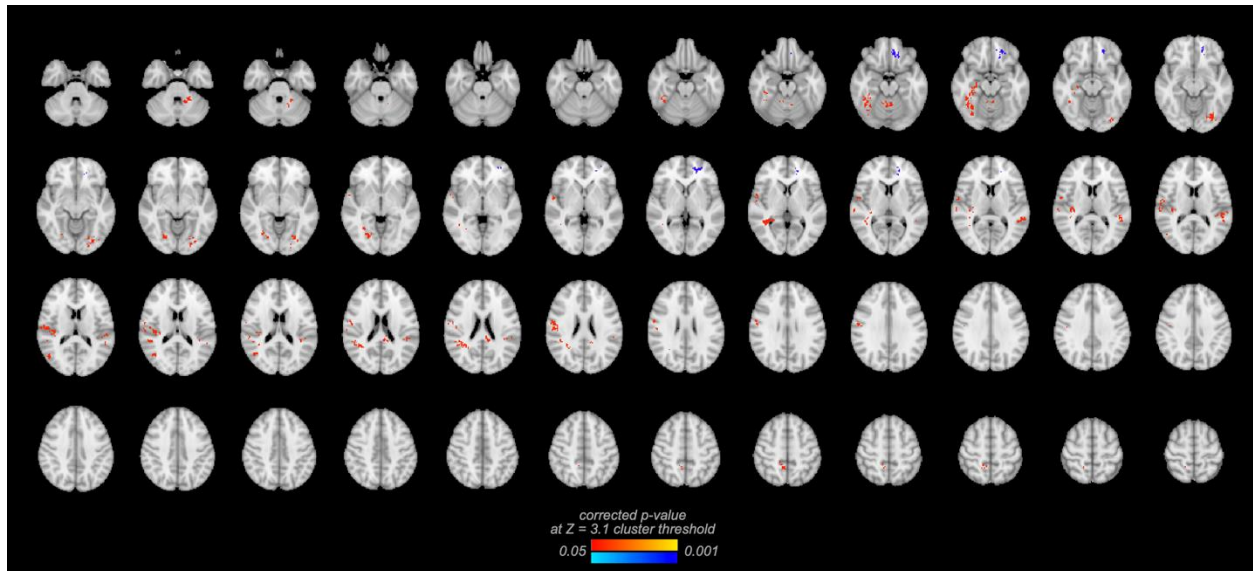 corrected p-value
at Z = 3.1 cluster threshold
0.05 0.001